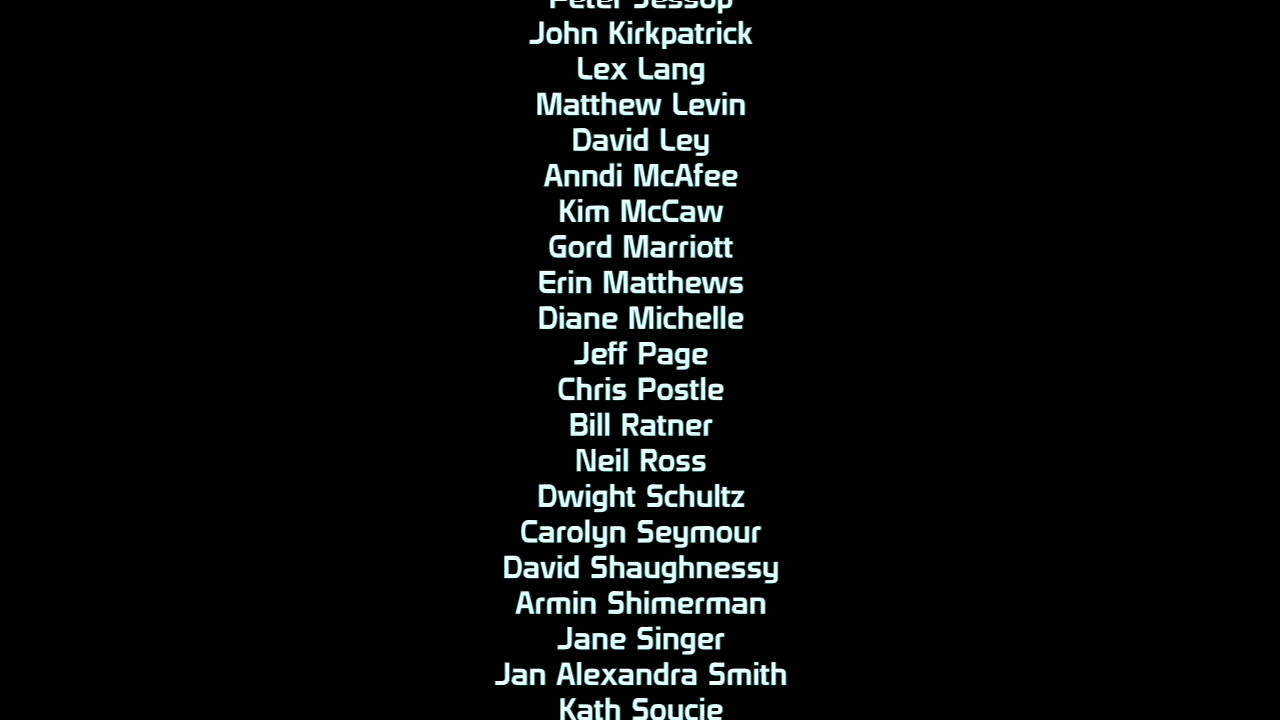 Peter Jessop
John Kirkpatrick
Lex Lang
Matthew Levin
David Ley
Anndi McAfee
Kim McCaw
Gord Marriott
Erin Matthews
Diane Michelle
Jeff Page
Chris Postle
Bill Ratner
Neil Ross
Dwight Schultz
Carolyn Seymour
David Shaughnessy
Armin Shimerman
Jane Singer
Jan Alexandra Smith
Kath Soucie